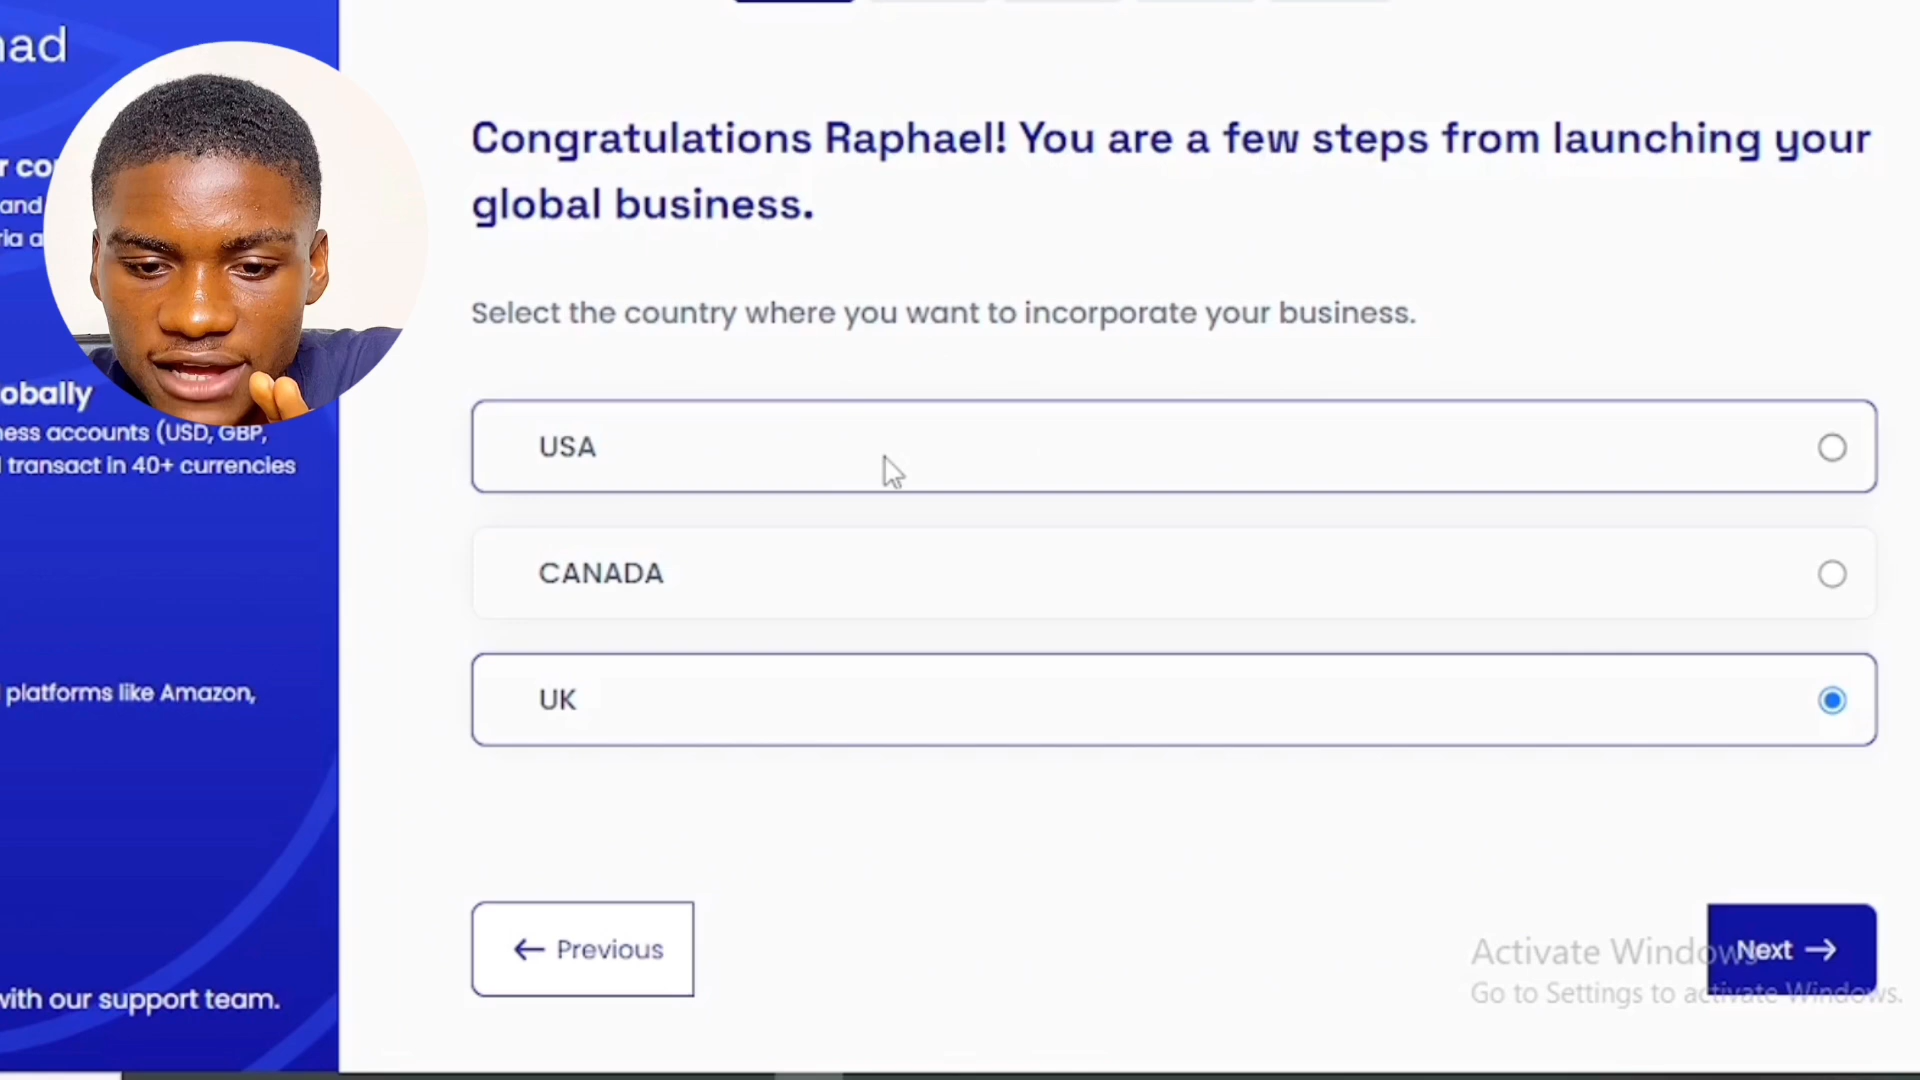 Congratulations Raphael! You are a few steps from launching your
global business.
Select the country where you want to incorporate your business.
USA
CANADA
UK
← Previous
Next →
Activate Windows
Go to Settings to activate Windows.
and
obally
accounts (USD, GBP,
transact in 40+ currencies
platforms like Amazon,
with our support team.